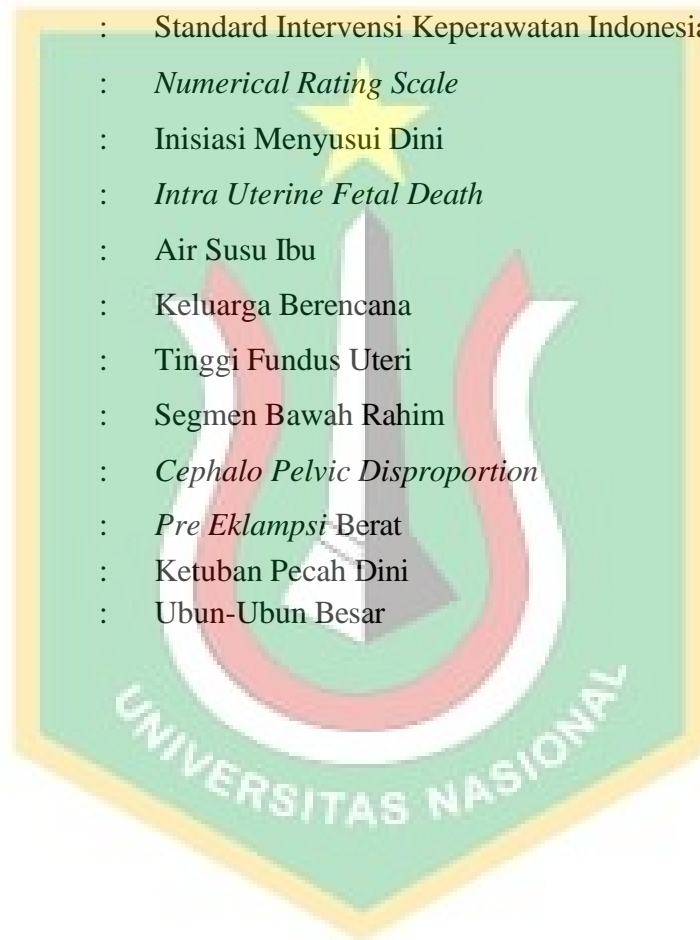 : Standard Intervensi Keperawatan Indonesia
: Numerical Rating Scale
: Inisiasi Menyusui Dini
: Intra Uterine Fetal Death
: Air Susu Ibu
: Keluarga Berencana
: Tinggi Fundus Uteri
: Segmen Bawah Rahim
: Cephalo Pelvic Disproportion
: Pre Eklampsi Berat
: Ketuban Pecah Dini
: Ubun-Ubun Besar
UNIVERSITAS NASIONAL